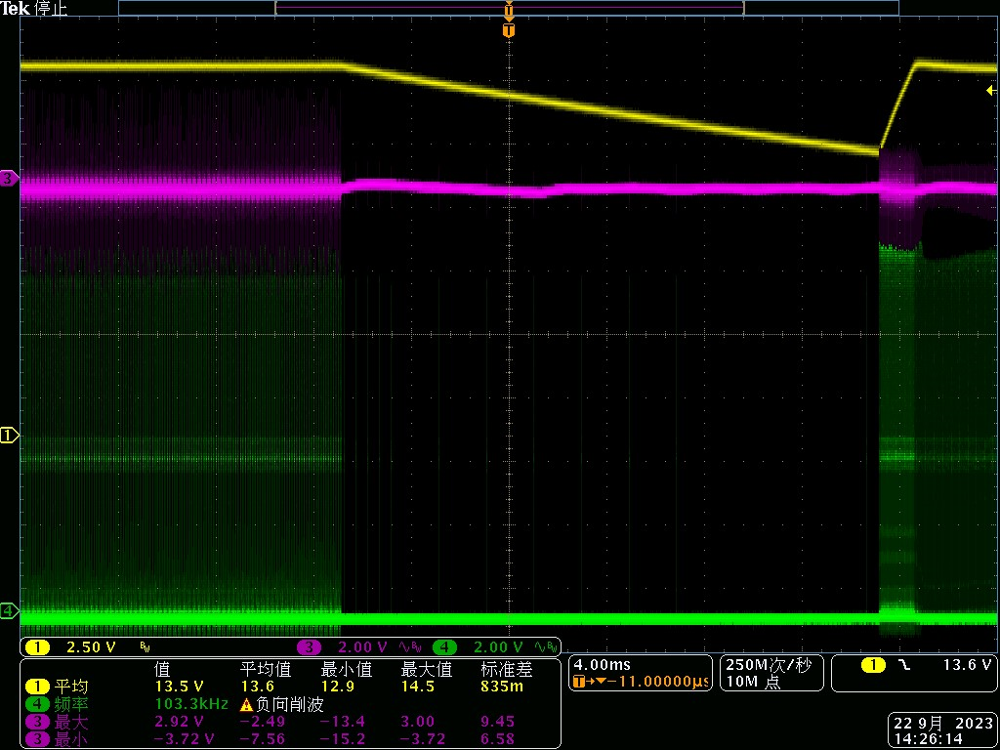 Tek 停止
T
T
3
1
4
1 2.50 V BW 3 2.00 V BW 4 2.00 V BW
值 平均值 最小值 最大值 标准差
1 平均 13.5 V 13.6 12.9 14.5 835m
4 频率 103.3kHz 负向削波
3 最大 2.92 V −2.49 −13.4 3.00 9.45
3 最小 −3.72 V −7.56 −15.2 −3.72 6.58
4.00ms
T→▼−11.00000µs
250M次/秒
10M 点
1 13.6 V
22 9月 2023
14:26:14